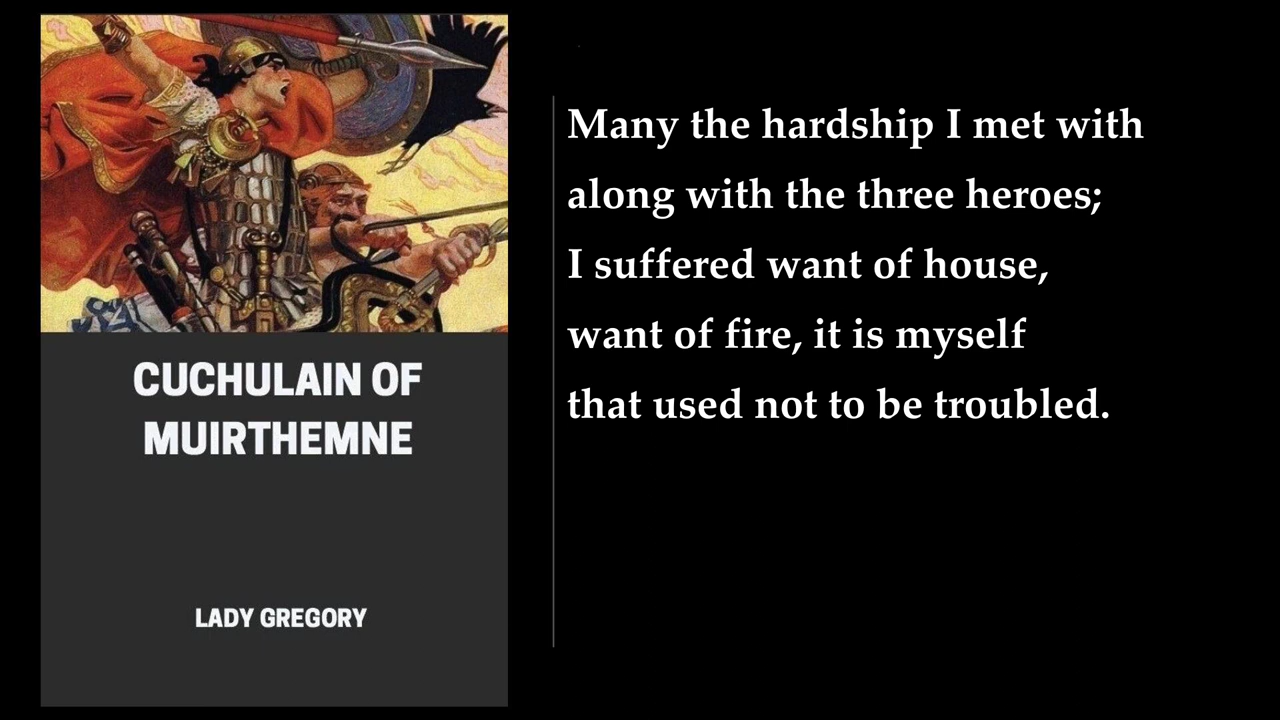 CUCHULAIN OF
MUIRTHEMNE
LADY GREGORY
Many the hardship I met with
along with the three heroes;
I suffered want of house,
want of fire, it is myself
that used not to be troubled.